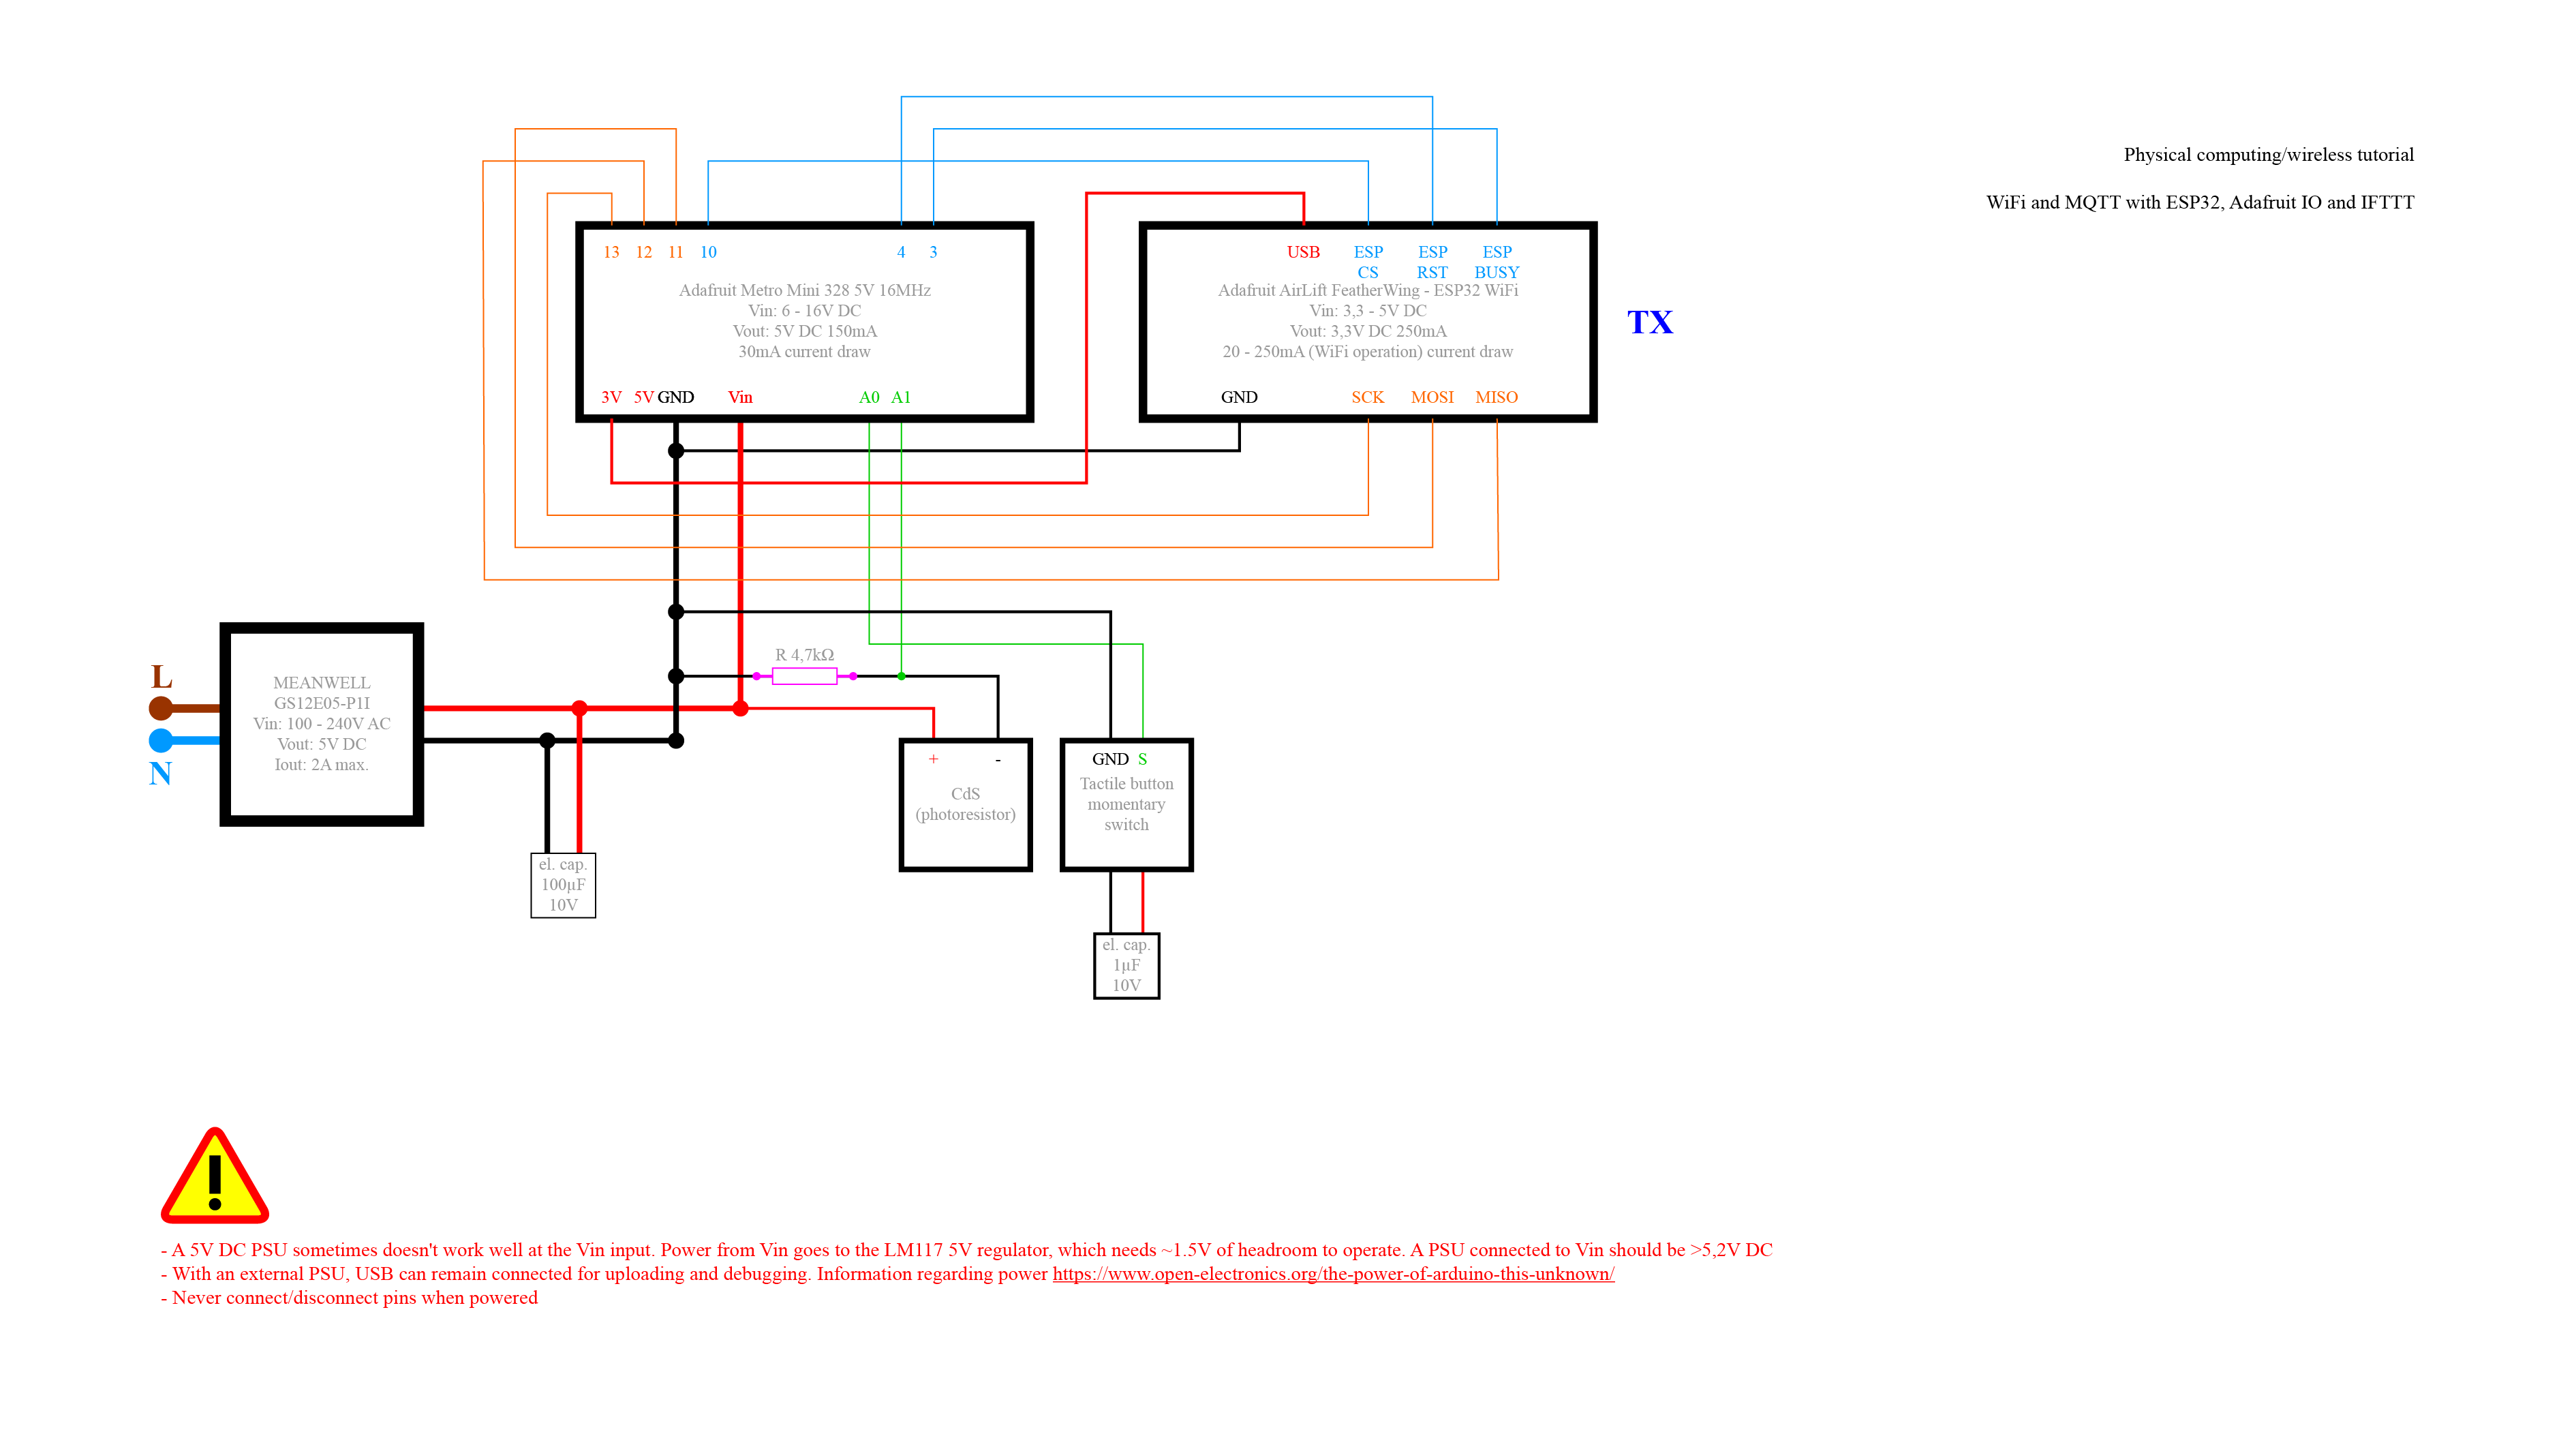 Physical computing/wireless tutorial
WiFi and MQTT with ESP32, Adafruit IO and IFTTT
13 12 11 10 4 3
Adafruit Metro Mini 328 5V 16MHz
Vin: 6 - 16V DC
Vout: 5V DC 150mA
30mA current draw
3V 5V GND Vin A0 A1
USB ESP ESP ESP
CS RST BUSY
Adafruit AirLift FeatherWing - ESP32 WiFi
Vin: 3,3 - 5V DC
Vout: 3,3V DC 250mA
20 - 250mA (WiFi operation) current draw
GND SCK MOSI MISO
TX
L
N
MEANWELL
GS12E05-P1I
Vin: 100 - 240V AC
Vout: 5V DC
Iout: 2A max.
R 4,7kΩ
+ -
CdS
(photoresistor)
GND S
Tactile button
momentary
switch
el. cap.
100µF
10V
el. cap.
1µF
10V
- A 5V DC PSU sometimes doesn't work well at the Vin input. Power from Vin goes to the LM117 5V regulator, which needs ~1.5V of headroom to operate. A PSU connected to Vin should be >5,2V DC
- With an external PSU, USB can remain connected for uploading and debugging. Information regarding power https://www.open-electronics.org/the-power-of-arduino-this-unknown/
- Never connect/disconnect pins when powered